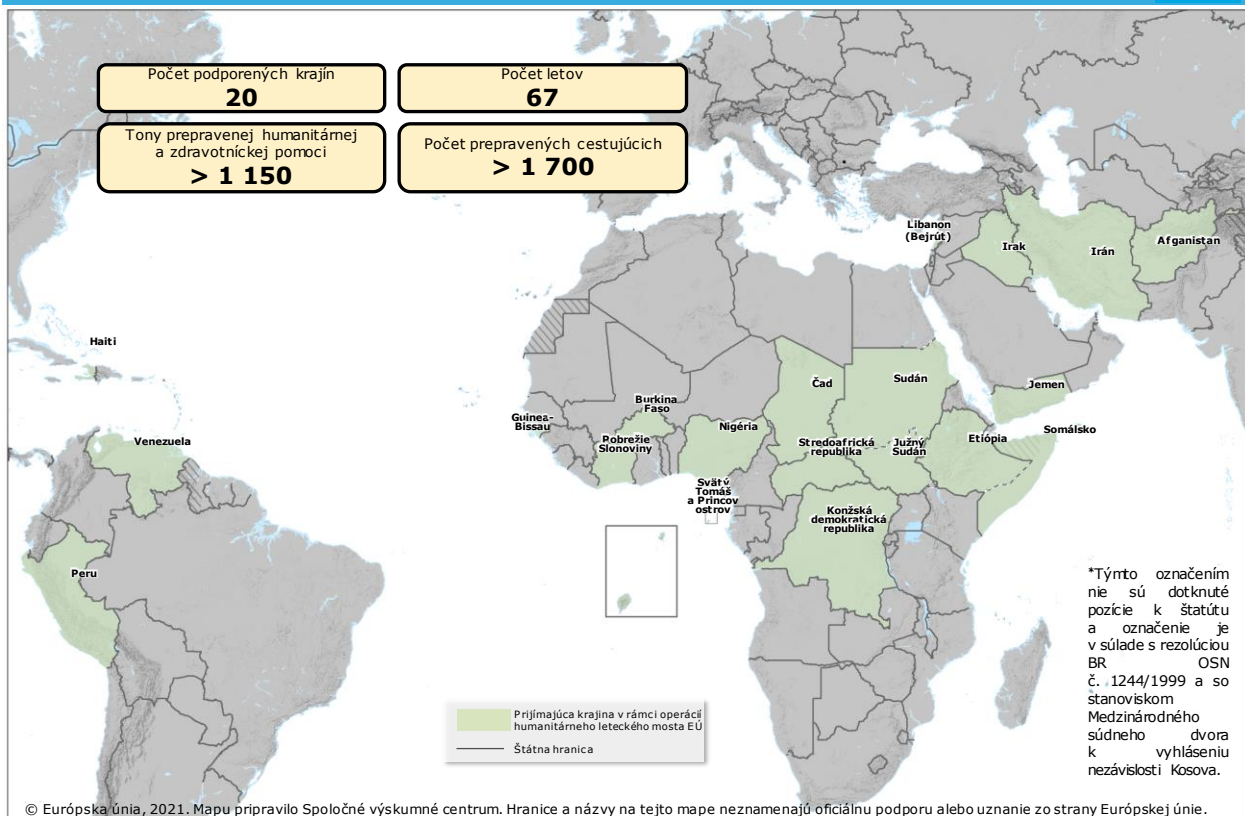 Počet podporených krajín
20
Počet letov
67
Tony prepravenej humanitárnej
a zdravotníckej pomoci
> 1 150
Počet prepravených cestujúcich
> 1 700
Libanon
(Bejrút)
Irak
Irán
Afganistan
Haiti
Venezuela
Peru
Guinea-
Bissau
Burkina
Faso
Pobrežie
Slonoviny
Nigéria
Čad
Sudán
Jemen
Stredoafrická
republika
Južný
Sudán
Etiópia
Somálsko
Svätý
Tomáš
a Princov
ostrov
Konžská
demokratická
republika
*Týmto označením
nie sú dotknuté
pozície k štatútu
a označenie je
v súlade s rezolúciou
BR OSN
č. 1244/1999 a so
stanoviskom
Medzinárodného
súdneho dvora
k vyhláseniu
nezávislosti Kosova.
Prijímajúca krajina v rámci operácií
humanitárneho leteckého mosta EÚ
Štátna hranica
© Európska únia, 2021. Mapu pripravilo Spoločné výskumné centrum. Hranice a názvy na tejto mape neznamenajú oficiálnu podporu alebo uznanie zo strany Európskej únie.